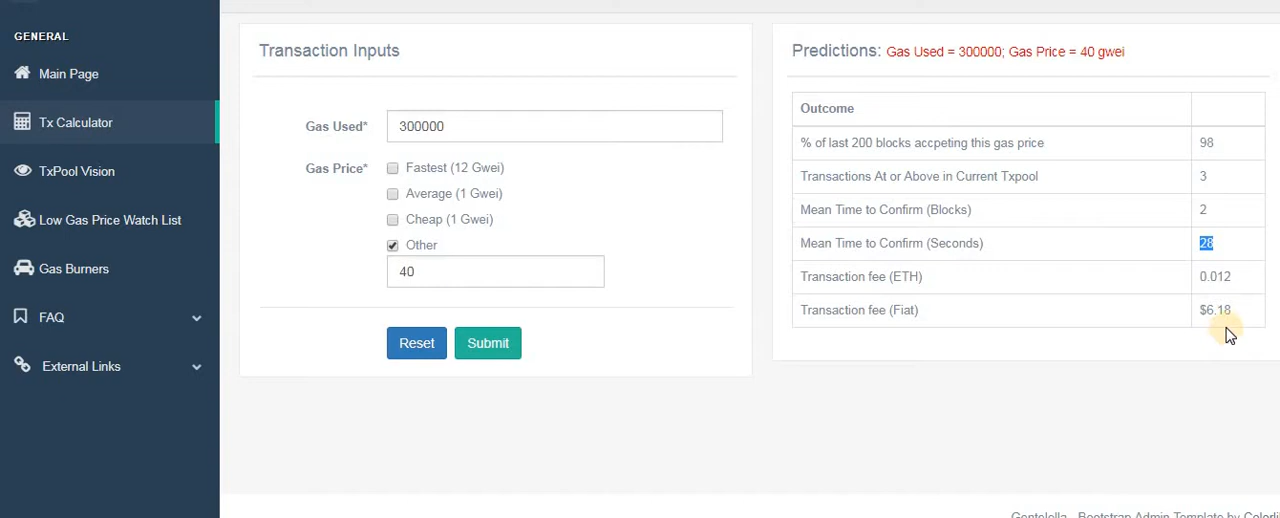 GENERAL
Main Page
Tx Calculator
TxPool Vision
Low Gas Price Watch List
Gas Burners
FAQ
External Links
Transaction Inputs
Gas Used*
300000
Gas Price*
Fastest (12 Gwei)
Average (1 Gwei)
Cheap (1 Gwei)
Other
40
Reset Submit
Predictions: Gas Used = 300000; Gas Price = 40 gwei
Outcome
% of last 200 blocks accpeting this gas price 98
Transactions At or Above in Current Txpool 3
Mean Time to Confirm (Blocks) 2
Mean Time to Confirm (Seconds) 28
Transaction fee (ETH) 0.012
Transaction fee (Fiat) $6.18
Gentelella - Bootstrap Admin Template by